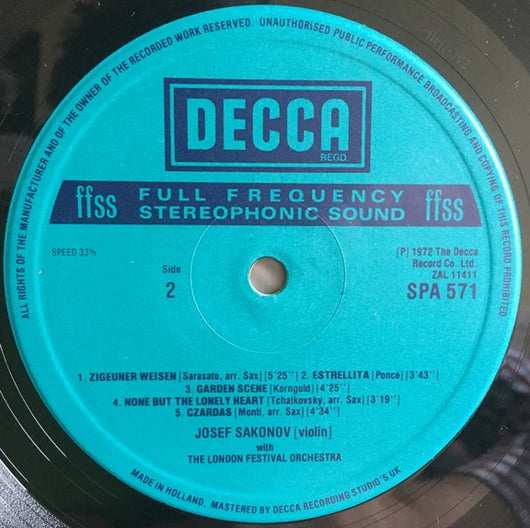 ALL RIGHTS OF THE MANUFACTURER AND OF THE OWNER OF THE RECORDED WORK RESERVED. UNAUTHORISED PUBLIC PERFORMANCE BROADCASTING AND COPYING OF THIS RECORD PROHIBITED
DECCA
REGD.
ffss FULL FREQUENCY STEREOPHONIC SOUND ffss
SPEED 33⅓
[P] 1972 The Decca
Record Co. Ltd.
ZAL 11411
Side
2
SPA 571
1. ZIGEUNER WEISEN [Sarasate, arr. Sax] [5'25''] 2. ESTRELLITA [Ponce] [3'43'']
3. GARDEN SCENE [Korngold] [4'25'']
4. NONE BUT THE LONELY HEART [Tchaikovsky, arr. Sax] [3'19'']
5. CZARDAS [Monti, arr. Sax] [4'34'']
JOSEF SAKONOV [violin]
with
THE LONDON FESTIVAL ORCHESTRA
MADE IN HOLLAND, MASTERED BY DECCA RECORDING STUDIO'S UK